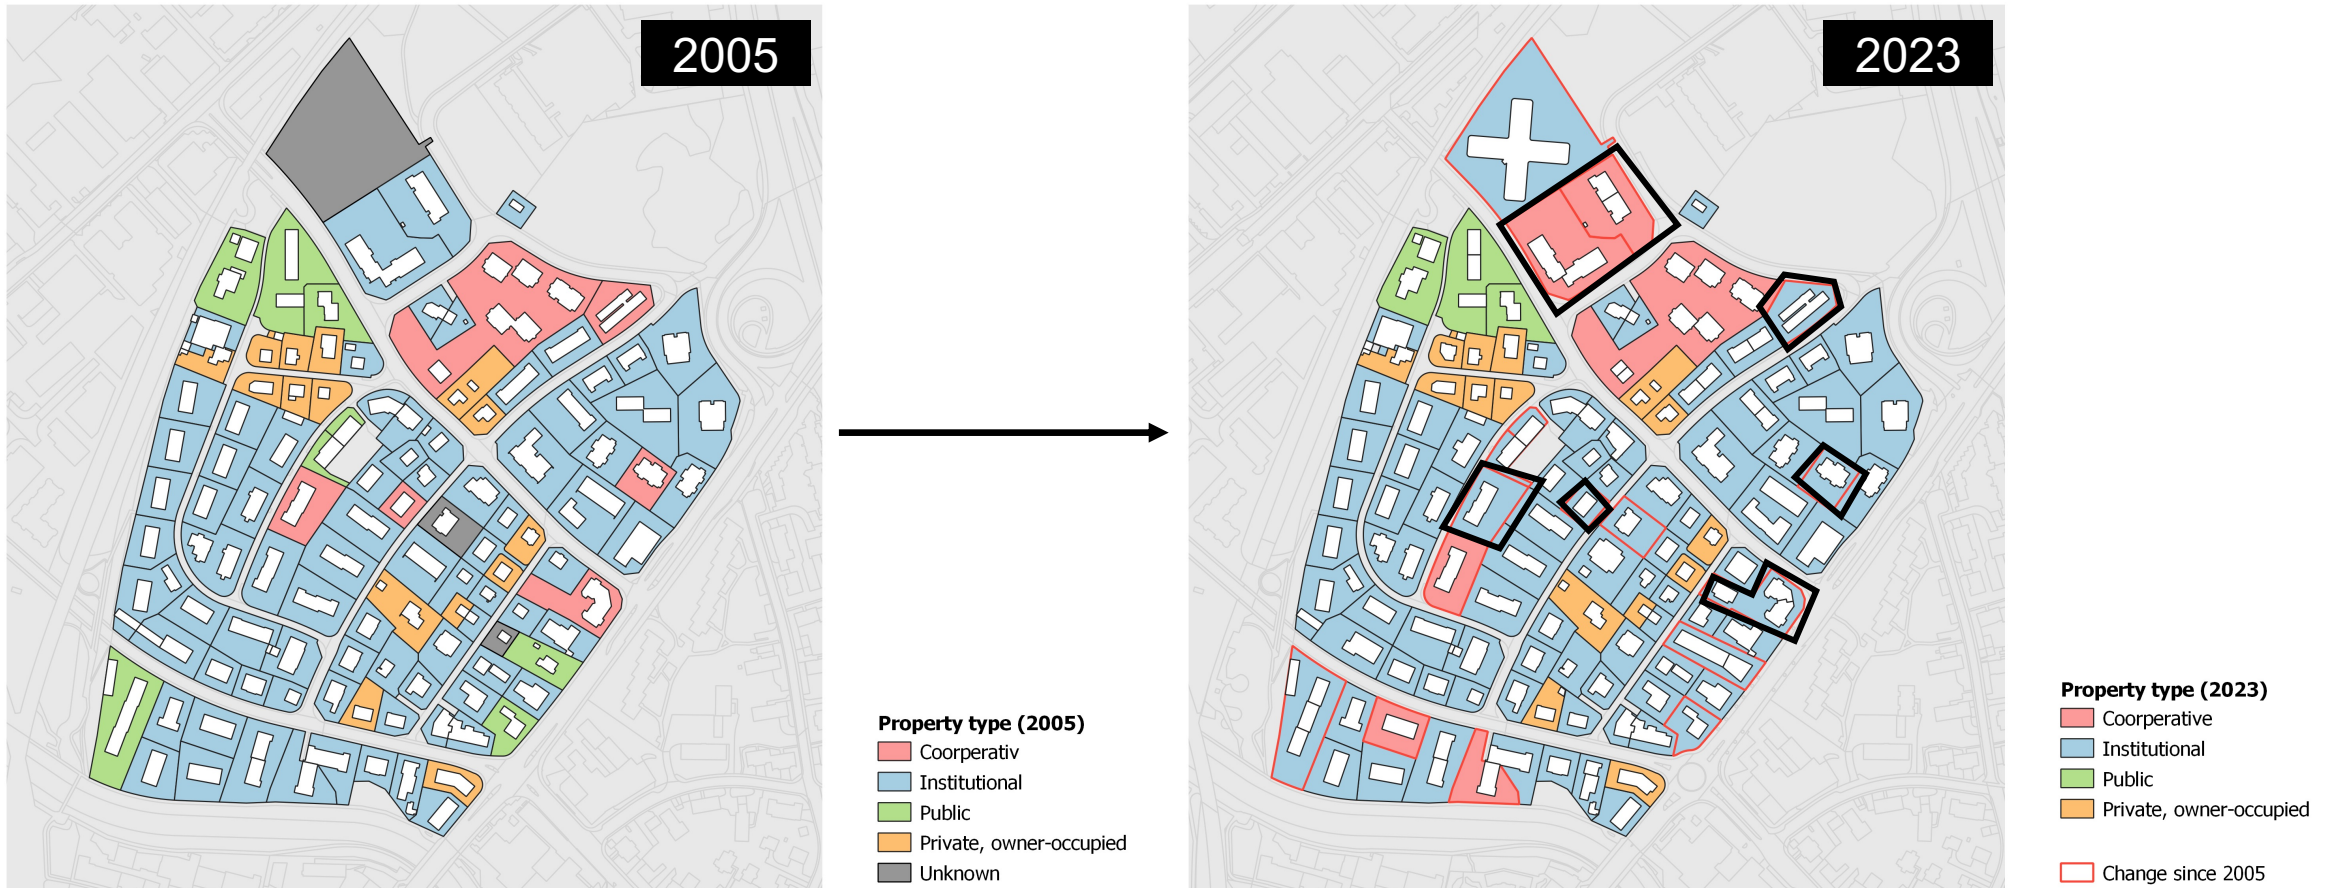 2005
2023
Property type (2005)
Coorperativ
Institutional
Public
Private, owner-occupied
Unknown
Property type (2023)
Coorperative
Institutional
Public
Private, owner-occupied
Change since 2005